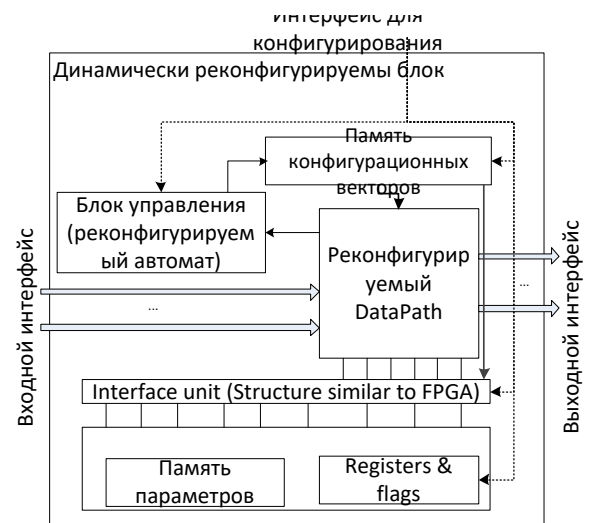 Интерфейс для
конфигурирования
Динамически реконфигурируемы блок
Память
конфигурационных
векторов
Блок управления
(реконфигурируем
ый автомат)
Реконфигурир
уемый
DataPath
Входной интерфейс
...
...
Выходной интерфейс
Interface unit (Structure similar to FPGA)
Память
параметров
Registers &
flags